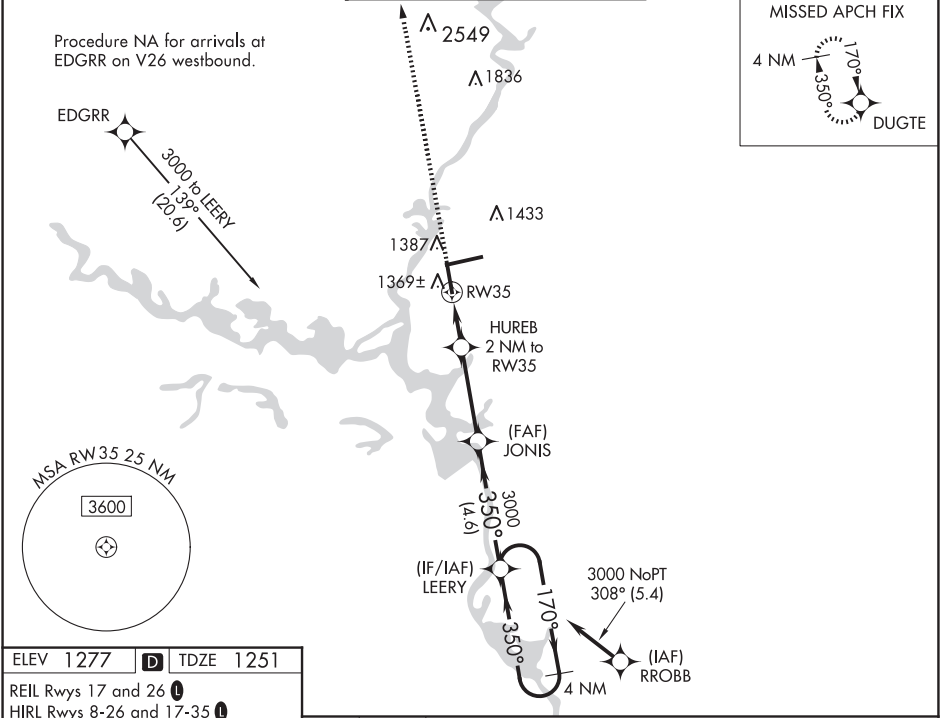 Procedure NA for arrivals at
EDGRR on V26 westbound.
EDGRR
3000 to LEERY
139°
(20.6)
2549
1836
1433
1387
1369±
RW35
HUREB
2 NM to
RW35
(FAF)
JONIS
3000
350°
(4.6)
(IF/IAF)
LEERY
170°
350°
4 NM
3000 NoPT
308° (5.4)
(IAF)
RROBB
MISSED APCH FIX
4 NM
170°
350°
DUGTE
MSA RW35 25 NM
3600
ELEV 1277 D TDZE 1251
REIL Rwys 17 and 26 L
HIRL Rwys 8-26 and 17-35 L